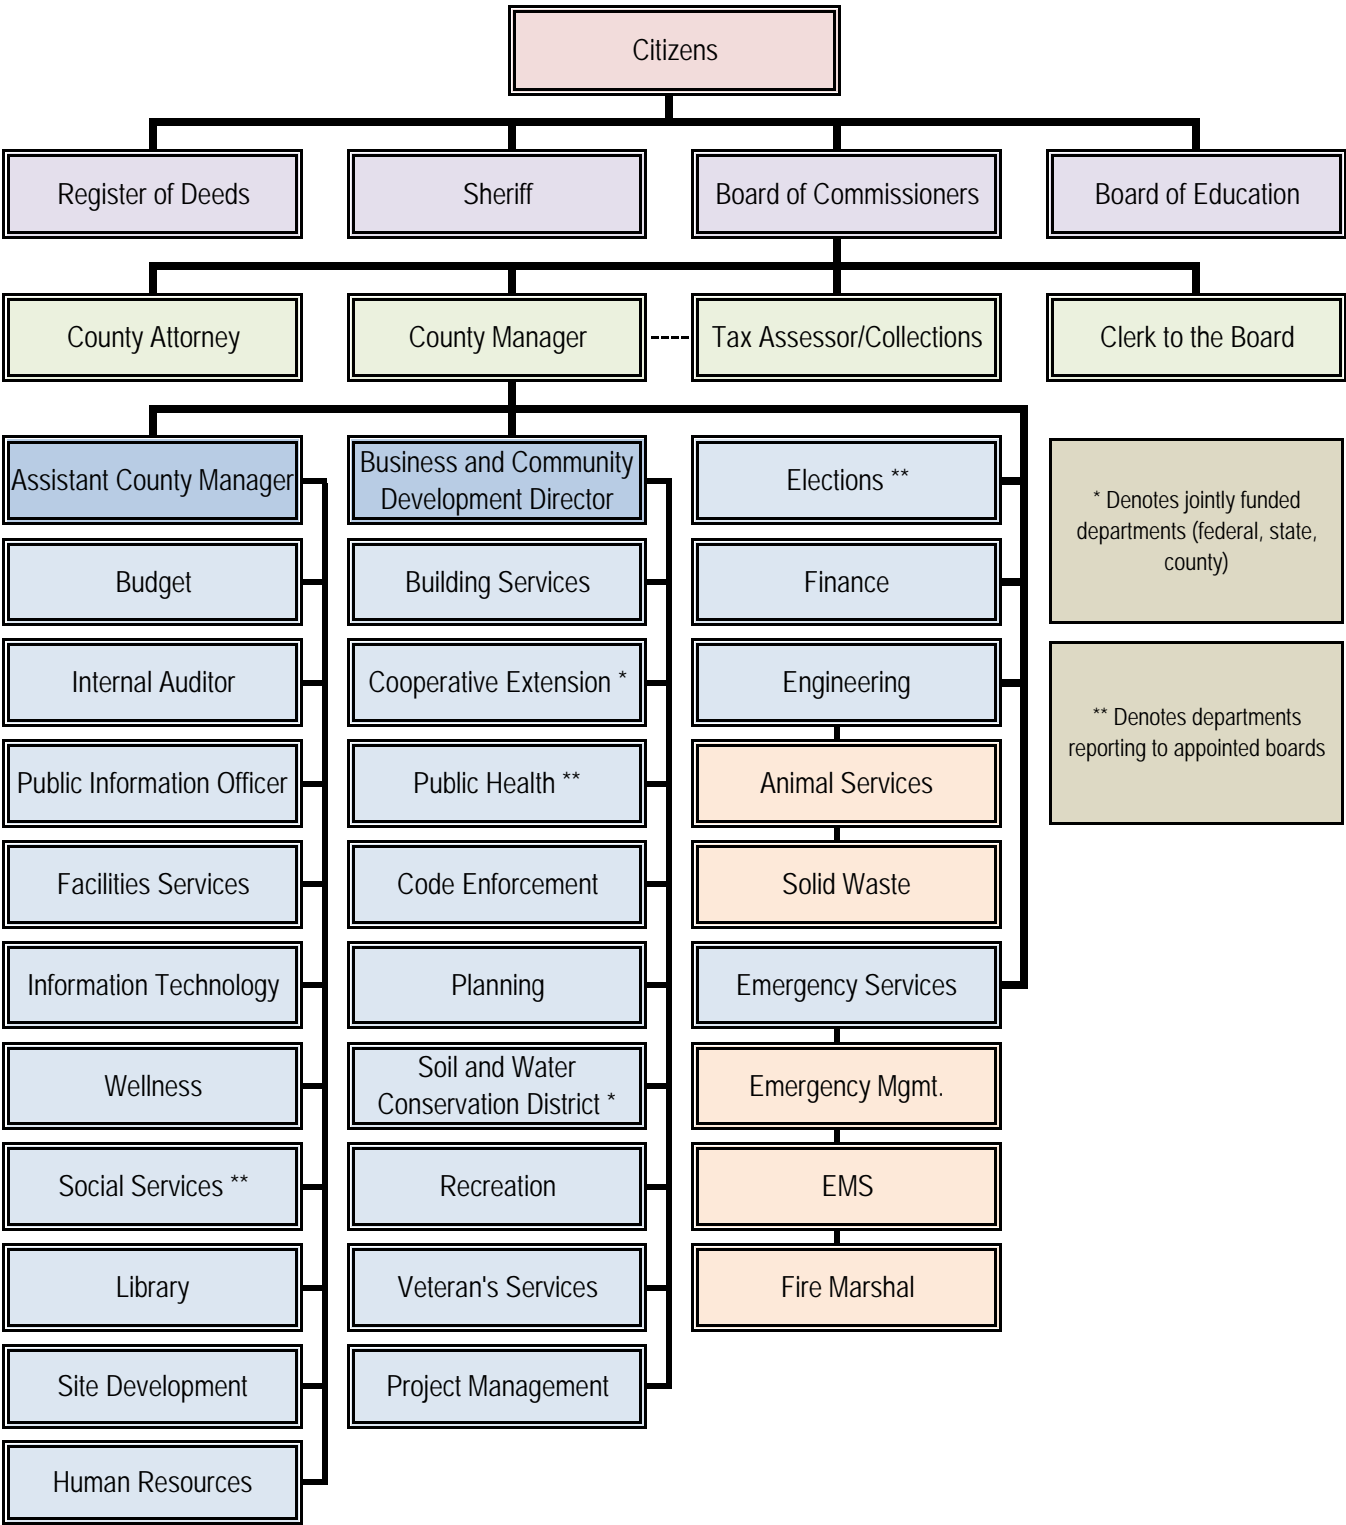 Citizens
Register of Deeds
Sheriff
Board of Commissioners
Board of Education
County Attorney
County Manager
Tax Assessor/Collections
Clerk to the Board
Assistant County Manager
Budget
Internal Auditor
Public Information Officer
Facilities Services
Information Technology
Wellness
Social Services **
Library
Site Development
Human Resources
Business and Community
Development Director
Building Services
Cooperative Extension *
Public Health **
Code Enforcement
Planning
Soil and Water
Conservation District *
Recreation
Veteran's Services
Project Management
Elections **
Finance
Engineering
Animal Services
Solid Waste
Emergency Services
Emergency Mgmt.
EMS
Fire Marshal
* Denotes jointly funded
departments (federal, state,
county)
** Denotes departments
reporting to appointed boards